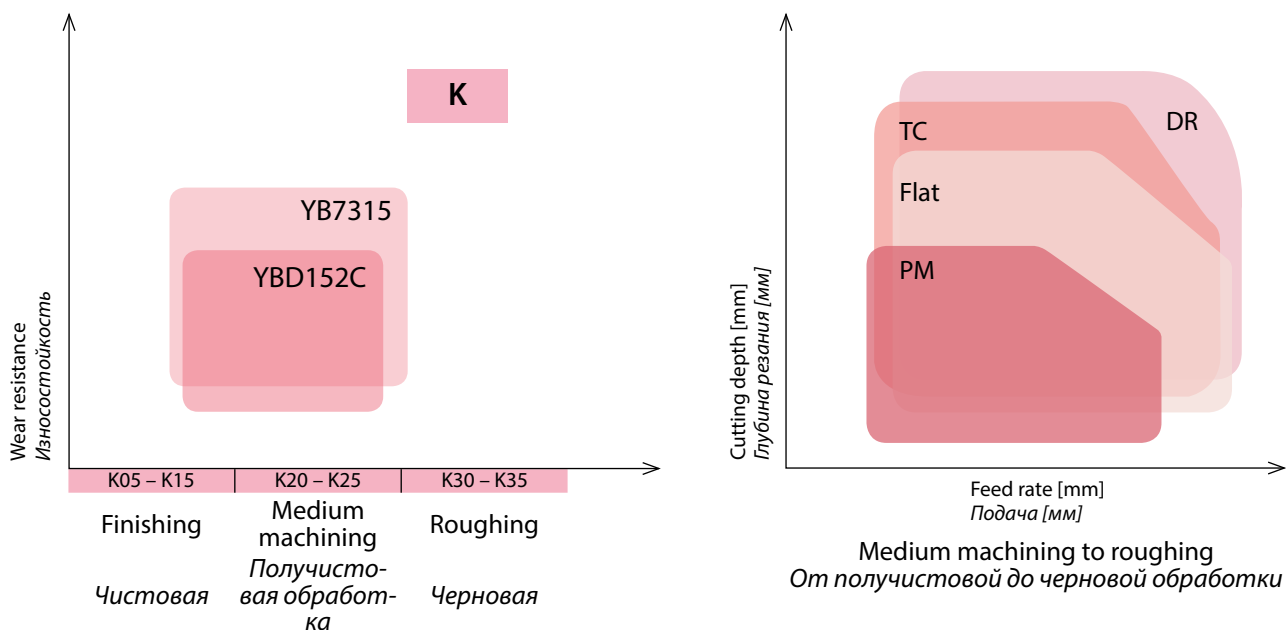 K
YB7315
YBD152C
Wear resistance
Износостойкость
K05 – K15
K20 – K25
K30 – K35
Finishing
Medium
machining
Roughing
Чистовая
Получисто-
вая обработ-
ка
Черновая
DR
TC
Flat
PM
Cutting depth [mm]
Глубина резания [мм]
Feed rate [mm]
Подача [мм]
Medium machining to roughing
От получистовой до черновой обработки